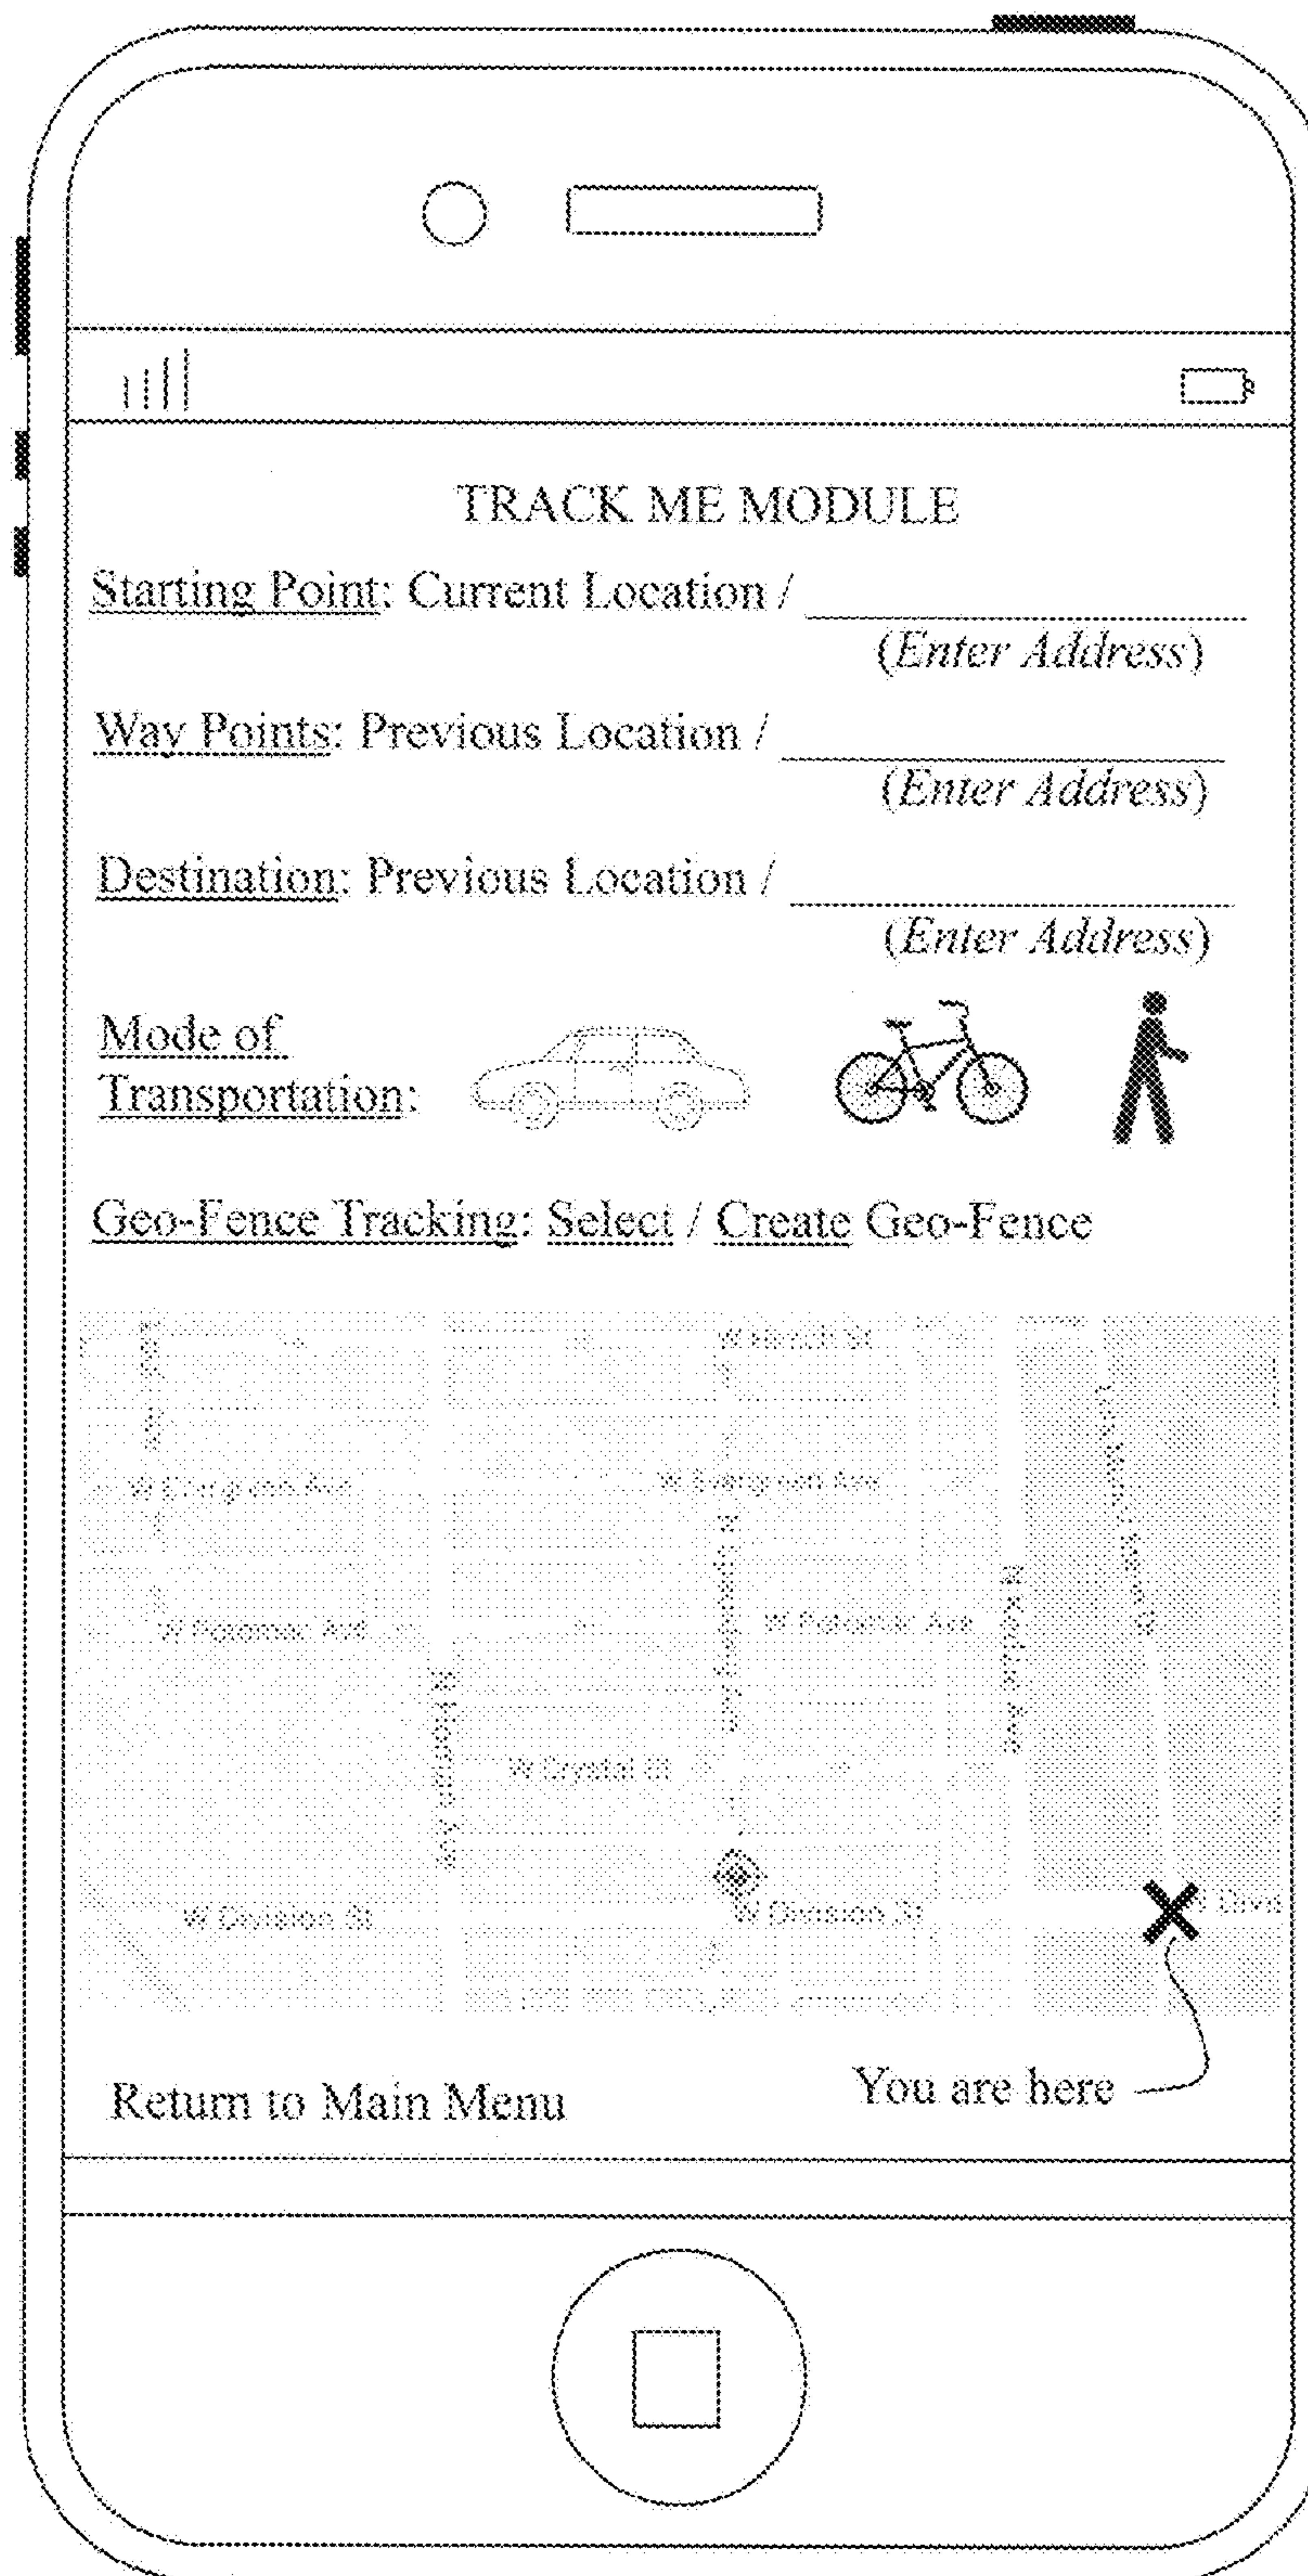 TRACK ME MODULE
Starting Point: Current Location /
(Enter Address)
Way Points: Previous Location /
(Enter Address)
Destination: Previous Location /
(Enter Address)
Mode of
Transportation:
Geo-Fence Tracking: Select / Create Geo-Fence
W Evergreen Ave
W Evergreen Ave
W Potomac Ave
W Potomac Ave
W Crystal St
W Division St
W Division St
You are here
Return to Main Menu